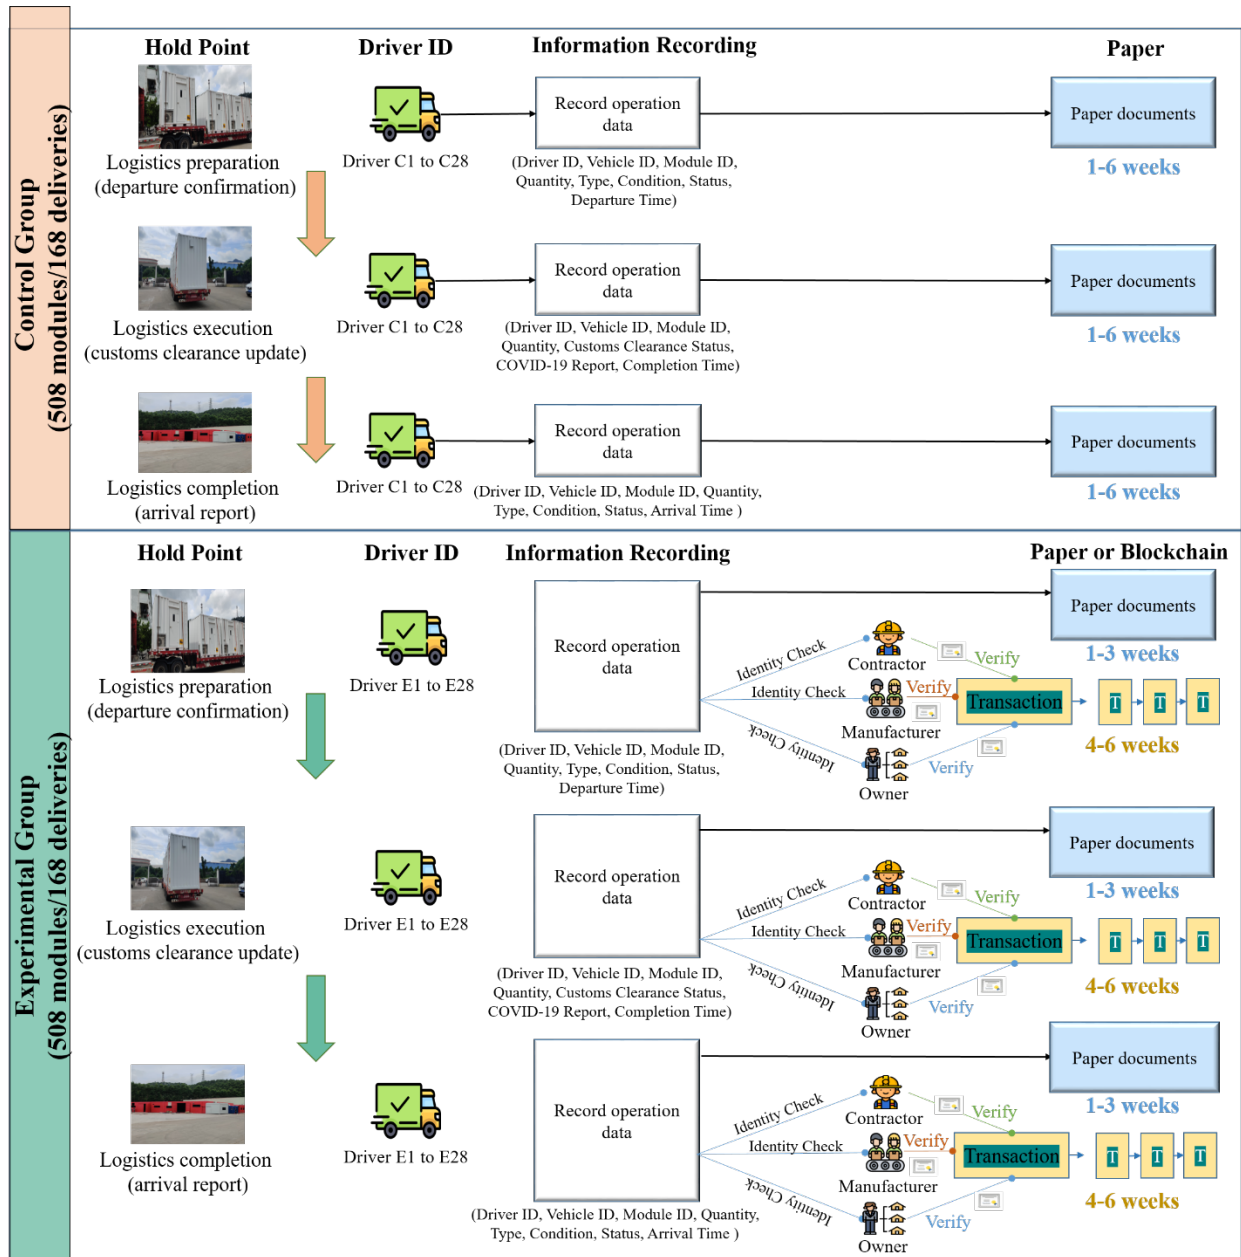 Control Group
(508 modules/168 deliveries)
Hold Point
Driver ID
Information Recording
Paper
Logistics preparation
(departure confirmation)
Driver C1 to C28
Record operation
data
(Driver ID, Vehicle ID, Module ID,
Quantity, Type, Condition, Status,
Departure Time)
Paper documents
1-6 weeks
Logistics execution
(customs clearance update)
Driver C1 to C28
Record operation
data
(Driver ID, Vehicle ID, Module ID,
Quantity, Customs Clearance Status,
COVID-19 Report, Completion Time)
Paper documents
1-6 weeks
Logistics completion
(arrival report)
Driver C1 to C28
Record operation
data
(Driver ID, Vehicle ID, Module ID, Quantity,
Type, Condition, Status, Arrival Time )
Paper documents
1-6 weeks
Experimental Group
(508 modules/168 deliveries)
Hold Point
Driver ID
Information Recording
Paper or Blockchain
Logistics preparation
(departure confirmation)
Driver E1 to E28
Record operation
data
(Driver ID, Vehicle ID, Module ID,
Quantity, Type, Condition, Status,
Departure Time)
Paper documents
1-3 weeks
Identity Check
Contractor
Verify
Identity Check
Manufacturer
Verify
Identity Check
Owner
Verify
Transaction
T
T
T
4-6 weeks
Logistics execution
(customs clearance update)
Driver E1 to E28
Record operation
data
(Driver ID, Vehicle ID, Module ID,
Quantity, Customs Clearance Status,
COVID-19 Report, Completion Time)
Paper documents
1-3 weeks
Identity Check
Contractor
Verify
Identity Check
Manufacturer
Verify
Identity Check
Owner
Verify
Transaction
T
T
T
4-6 weeks
Logistics completion
(arrival report)
Driver E1 to E28
Record operation
data
(Driver ID, Vehicle ID, Module ID, Quantity,
Type, Condition, Status, Arrival Time )
Paper documents
1-3 weeks
Identity Check
Contractor
Verify
Identity Check
Manufacturer
Verify
Identity Check
Owner
Verify
Transaction
T
T
T
4-6 weeks